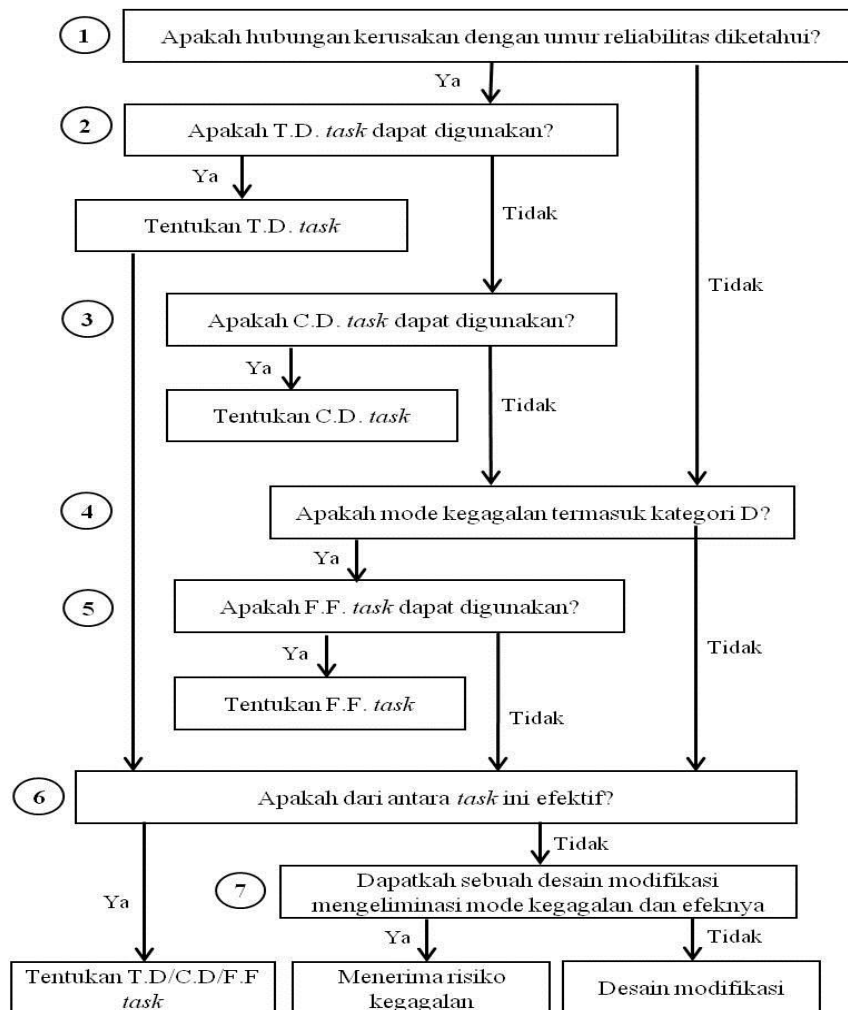 1 Apakah hubungan kerusakan dengan umur reliabilitas diketahui?
Ya
2 Apakah T.D. task dapat digunakan?
Ya
Tentukan T.D. task
Tidak
Tidak
3 Apakah C.D. task dapat digunakan?
Ya
Tentukan C.D. task
Tidak
4 Apakah mode kegagalan termasuk kategori D?
Ya
5 Apakah F.F. task dapat digunakan?
Ya
Tentukan F.F. task
Tidak
Tidak
6 Apakah dari antara task ini efektif?
Tidak
7 Dapatkah sebuah desain modifikasi
mengeliminasi mode kegagalan dan efeknya
Ya
Ya
Tidak
Tentukan T.D/C.D/F.F
task
Menerima risiko
kegagalan
Desain modifikasi